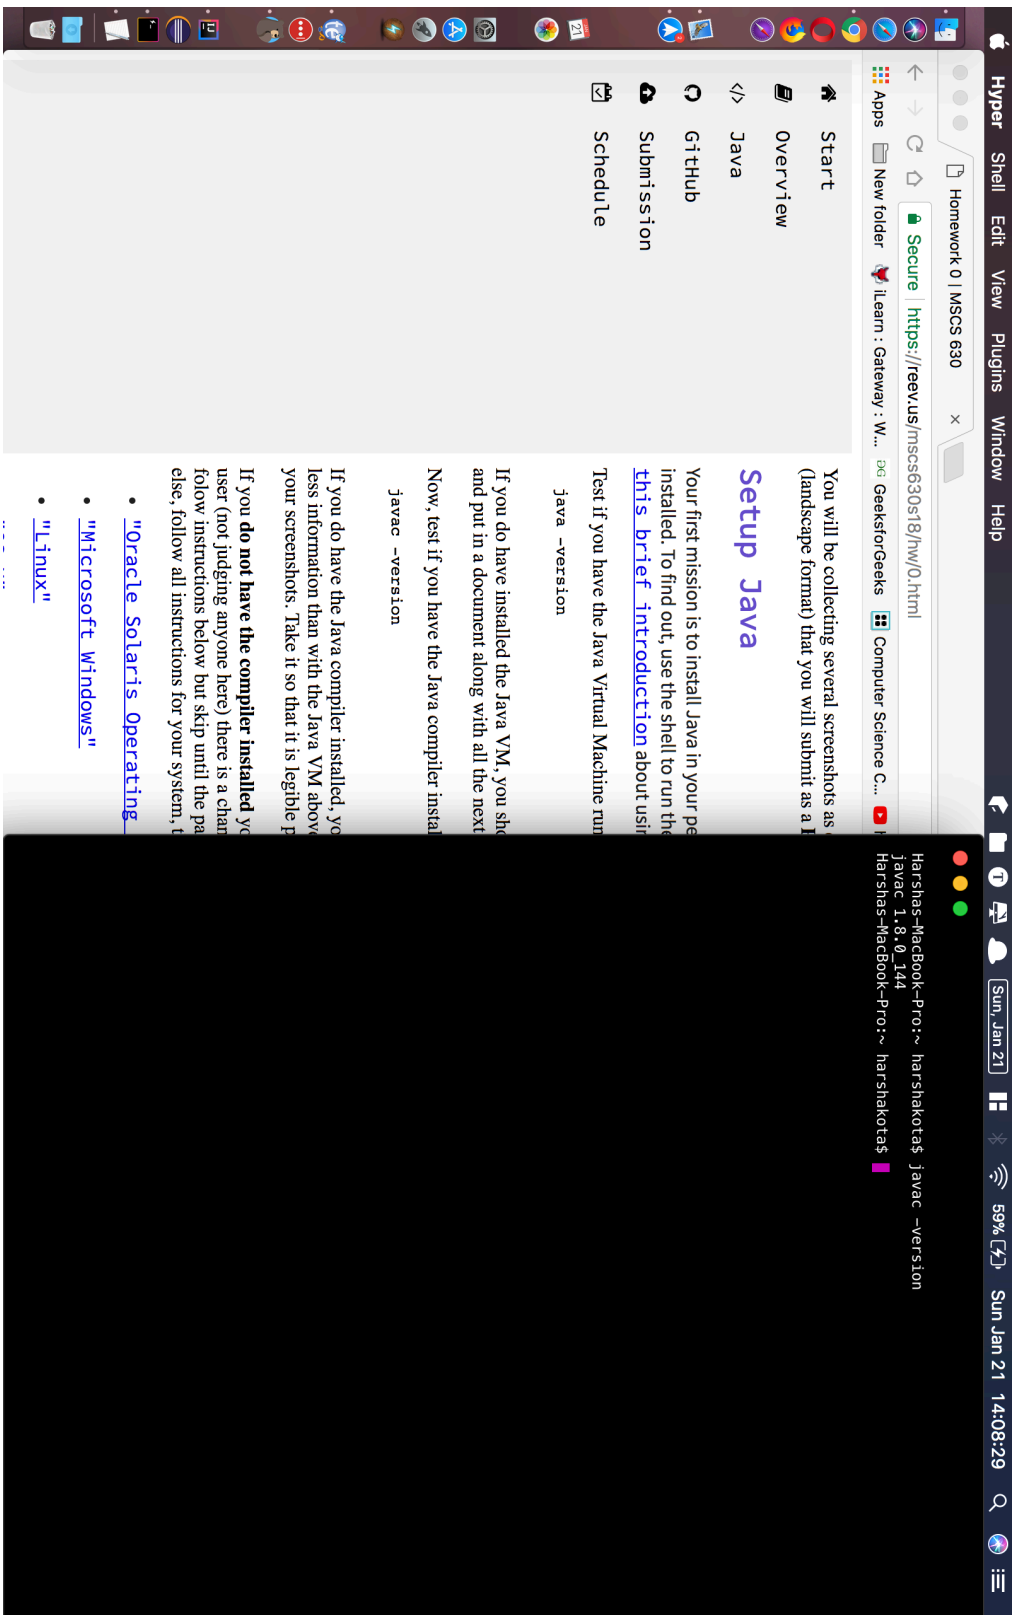 Hyper Shell Edit View Plugins Window Help
Sun, Jan 21 59% Sun Jan 21 14:08:29
Homework 0 | MSCS 630
Secure https://reev.us/mscs630s18/hw/0.html
Apps New folder iLearn : Gateway : W... GeeksforGeeks Computer Science C...
Start
Overview
Java
GitHub
Submission
Schedule
You will be collecting several screenshots as
(landscape format) that you will submit as a
Setup Java
Your first mission is to install Java in your pe
installed. To find out, use the shell to run the
this brief introduction about usin
Test if you have the Java Virtual Machine run
java -version
If you do have installed the Java VM, you sho
and put in a document along with all the next
Now, test if you have the Java compiler instal
javac -version
If you do have the Java compiler installed, yo
less information than with the Java VM above
your screenshots. Take it so that it is legible p
If you do not have the compiler installed yo
user (not judging anyone here) there is a chan
folow instructions below but skip until the pa
else, follow all instructions for your system, t
"Oracle Solaris Operating
"Microsoft Windows"
"Linux"
Harshas-MacBook-Pro:~ harshakota$ javac -version
javac 1.8.0_144
Harshas-MacBook-Pro:~ harshakota$